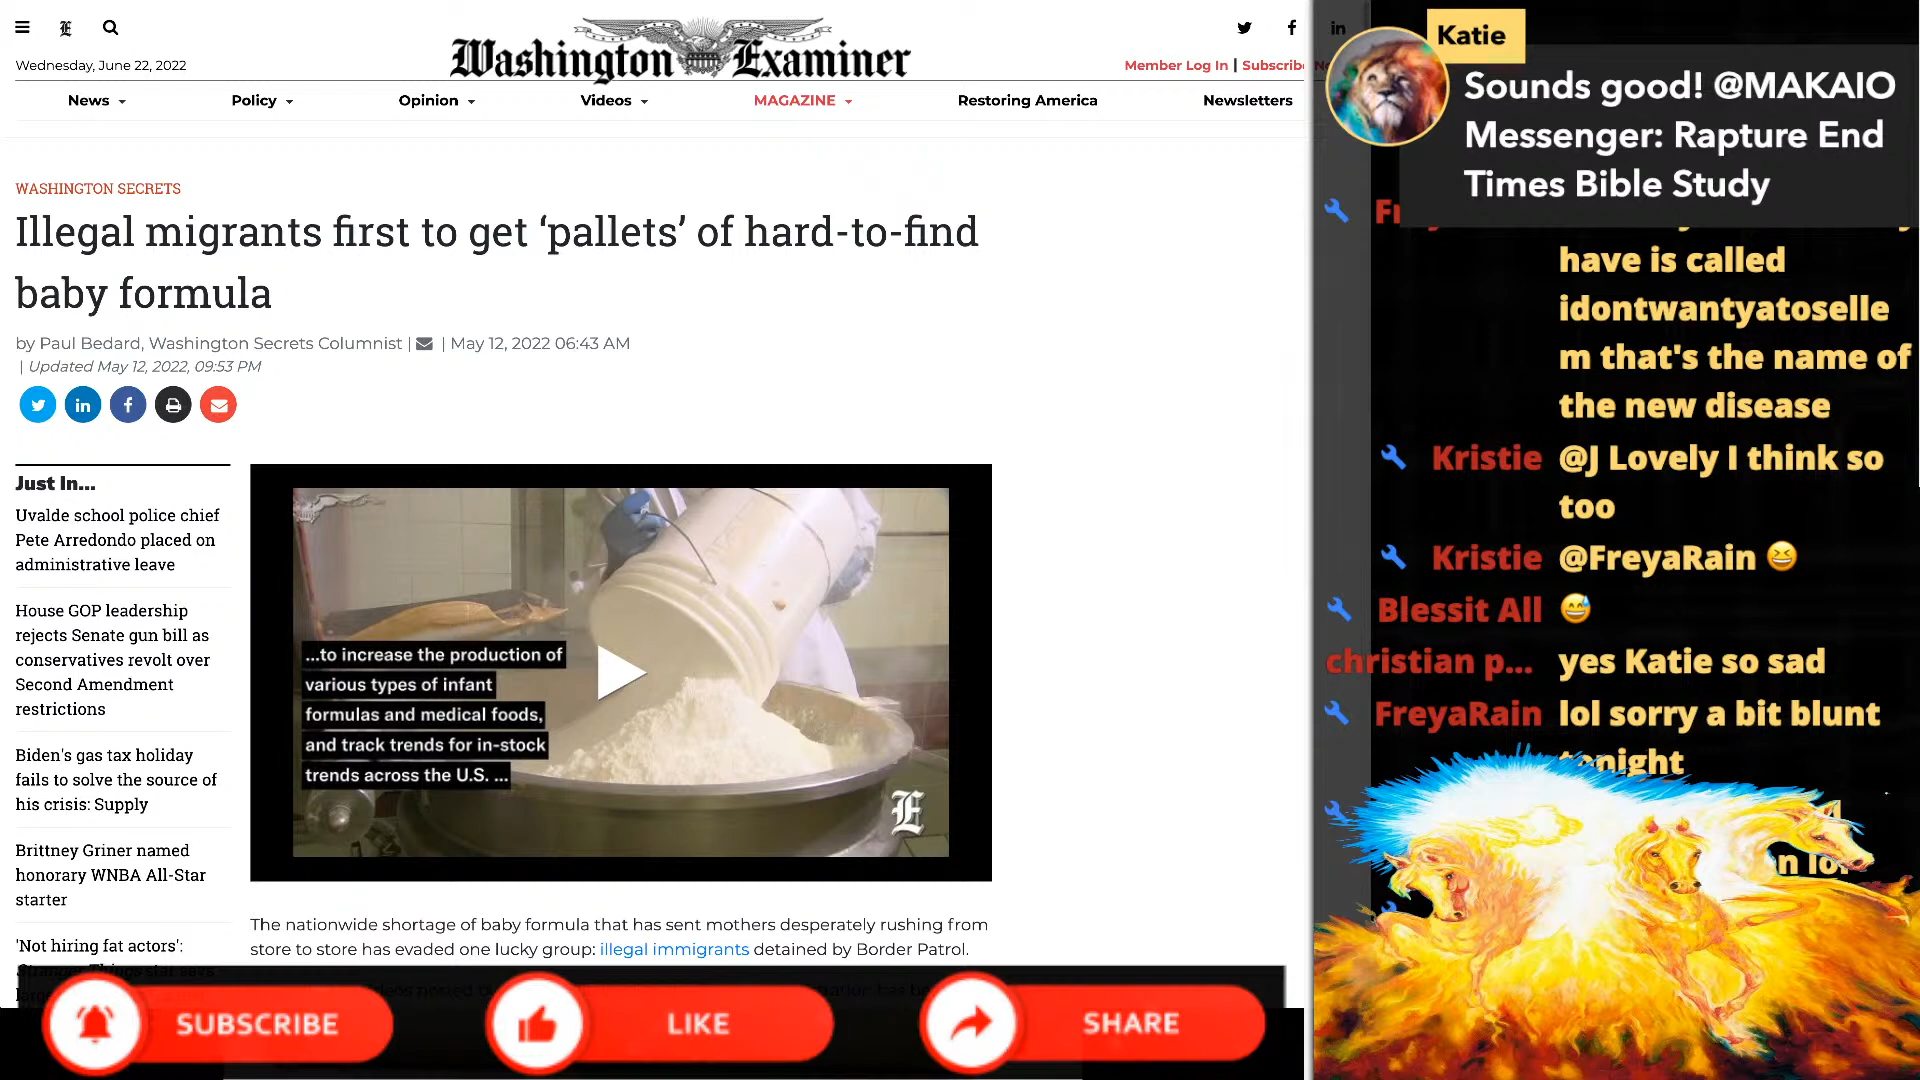 Wednesday, June 22, 2022
Washington Examiner
Member Log In | Subscribe
News
Policy
Opinion
Videos
MAGAZINE
Restoring America
Newsletters
WASHINGTON SECRETS
Illegal migrants first to get ‘pallets’ of hard-to-find
baby formula
by Paul Bedard, Washington Secrets Columnist | | May 12, 2022 06:43 AM
| Updated May 12, 2022, 09:53 PM
Just In...
Uvalde school police chief
Pete Arredondo placed on
administrative leave
House GOP leadership
rejects Senate gun bill as
conservatives revolt over
Second Amendment
restrictions
Biden's gas tax holiday
fails to solve the source of
his crisis: Supply
Brittney Griner named
honorary WNBA All-Star
starter
'Not hiring fat actors':
Stranger Things star says
...to increase the production of
various types of infant
formulas and medical foods,
and track trends for in-stock
trends across the U.S. ...
The nationwide shortage of baby formula that has sent mothers desperately rushing from
store to store has evaded one lucky group: illegal immigrants detained by Border Patrol.
SUBSCRIBE
LIKE
SHARE
Katie
Sounds good! @MAKAIO
Messenger: Rapture End
Times Bible Study
have is called
idontwantyatoselle
m that's the name of
the new disease
Kristie @J Lovely I think so
too
Kristie @FreyaRain 😆
Blessit All 😅
christian p... yes Katie so sad
FreyaRain lol sorry a bit blunt
tonight